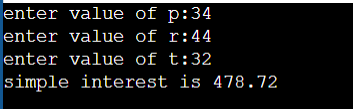 enter value of p:34
enter value of r:44
enter value of t:32
simple interest is 478.72